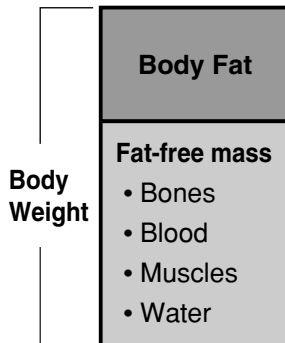 Body Fat
Fat-free mass
Body
Weight
• Bones
• Blood
• Muscles
• Water